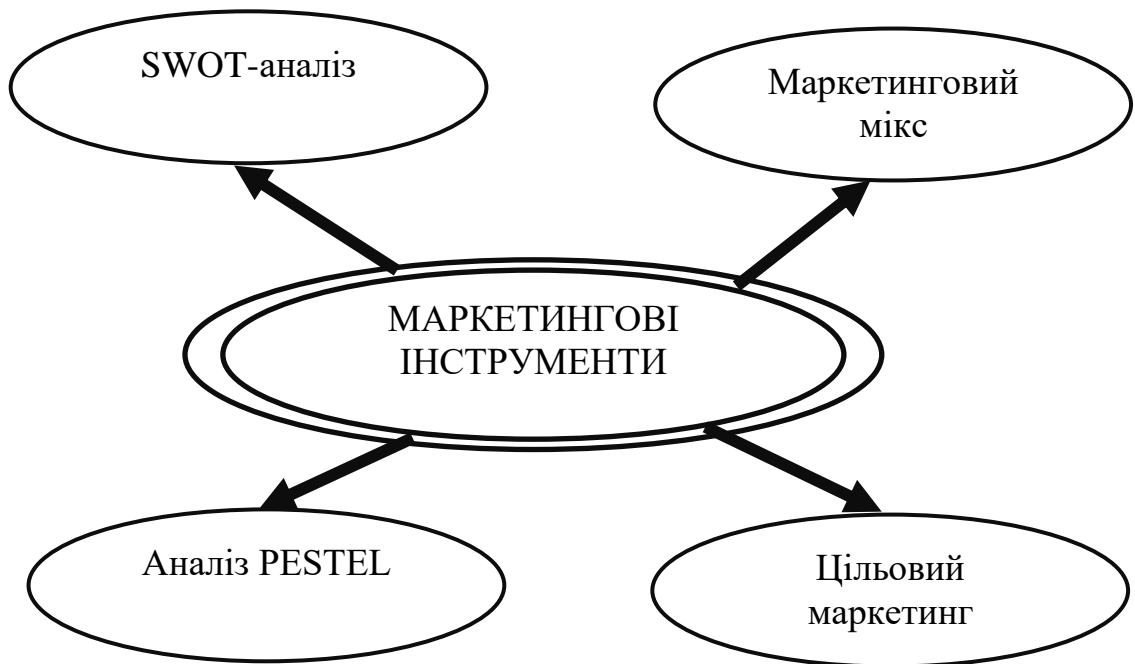 SWOT-аналіз
Маркетинговий
мікс
МАРКЕТИНГОВІ
ІНСТРУМЕНТИ
Аналіз PESTEL
Цільовий
маркетинг